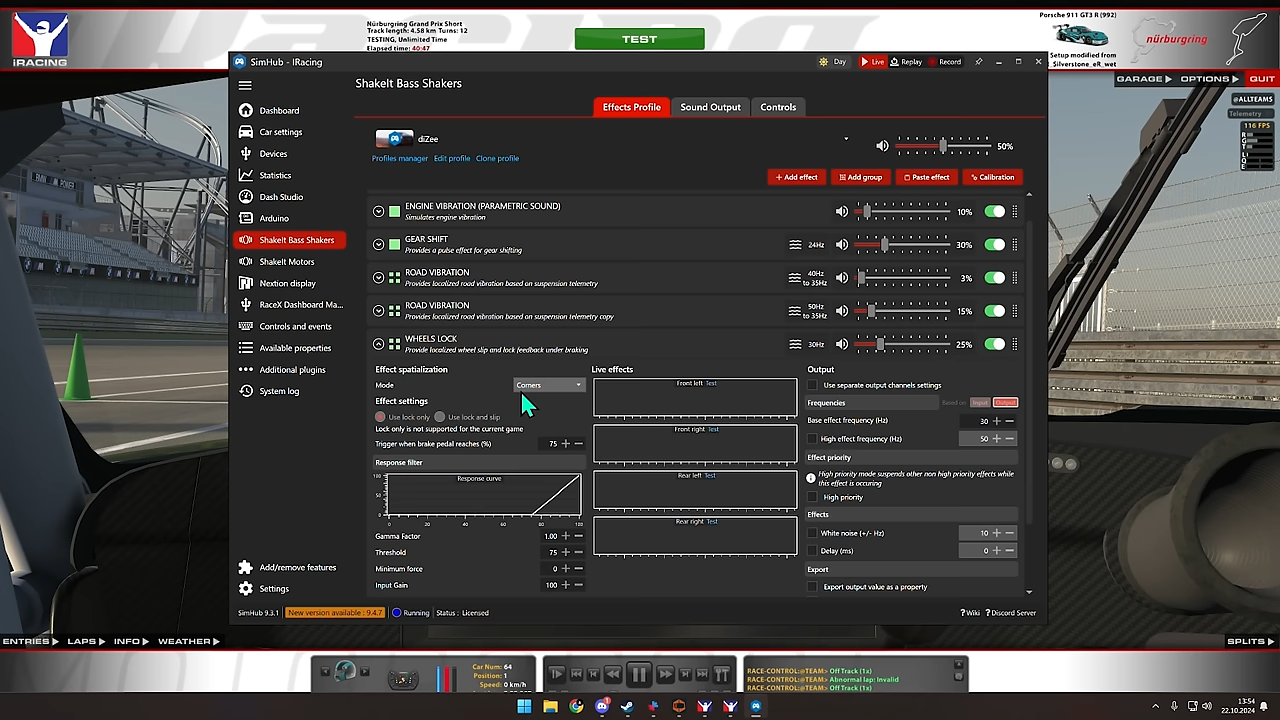 iRACING
Nürburgring Grand Prix Short
Track length: 4.58 km Turns: 12
TESTING, Unlimited Time
Elapsed time: 40:47
TEST
Porsche 911 GT3 R (992)
nürburgring
Setup modified from
_Silverstone_eR_wet
GARAGE OPTIONS QUIT
@ALLTEAMS
Telemetry
116 FPS
SimHub - IRacing
Day Live Replay Record
ShakeIt Bass Shakers
Effects Profile Sound Output Controls
diZee
50%
Profiles manager Edit profile Clone profile
+ Add effect Add group Paste effect Calibration
Dashboard
Car settings
Devices
Statistics
Dash Studio
Arduino
ShakeIt Bass Shakers
ShakeIt Motors
Nextion display
RaceX Dashboard Ma...
Controls and events
Available properties
Additional plugins
System log
Add/remove features
Settings
ENGINE VIBRATION (PARAMETRIC SOUND)
Simulates engine vibration
10%
GEAR SHIFT
Provides a pulse effect for gear shifting
24Hz 30%
ROAD VIBRATION
Provides localized road vibration based on suspension telemetry
40Hz to 35Hz 3%
ROAD VIBRATION
Provides localized road vibration based on suspension telemetry copy
50Hz to 35Hz 15%
WHEELS LOCK
Provide localized wheel slip and lock feedback under braking
30Hz 25%
Effect spatialization
Mode Corners
Effect settings
Use lock only Use lock and slip
Lock only is not supported for the current game
Trigger when brake pedal reaches (%) 75 + −
Response filter
Response curve
100
50
0
0 20 40 60 80 100
Gamma Factor 1.00 + −
Threshold 75 + −
Minimum force 0 + −
Input Gain 100 + −
Live effects
Front left Test
Front right Test
Rear left Test
Rear right Test
Output
Use separate output channels settings
Frequencies Based on: Input Output
Base effect frequency (Hz) 30 + −
High effect frequency (Hz) 50 + −
Effect priority
High priority mode suspends other non high priority effects while
this effect is occuring
High priority
Effects
White noise (+/- Hz) 10 + −
Delay (ms) 0 + −
Export
Export output value as a property
SimHub 9.3.1 New version available : 9.4.7 Running Status : Licensed
?Wiki ?Discord Server
ENTRIES LAPS INFO WEATHER
SPLITS
Car Num: 64
Position: 1
Speed: 0 km/h
RACE-CONTROL:@TEAM> Off Track (1x)
RACE-CONTROL:@TEAM> Abnormal lap: Invalid
RACE-CONTROL:@TEAM> Off Track (1x)
13:54
22.10.2024